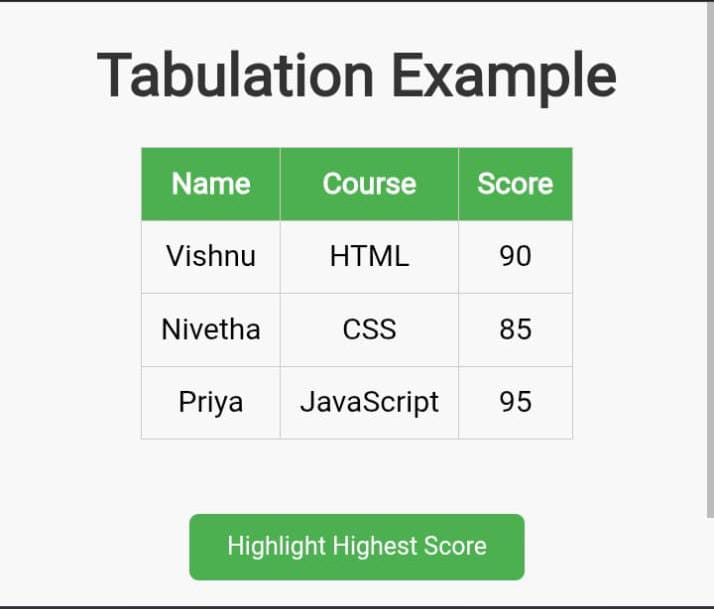 Tabulation Example
Name Course Score
Vishnu HTML 90
Nivetha CSS 85
Priya JavaScript 95
Highlight Highest Score